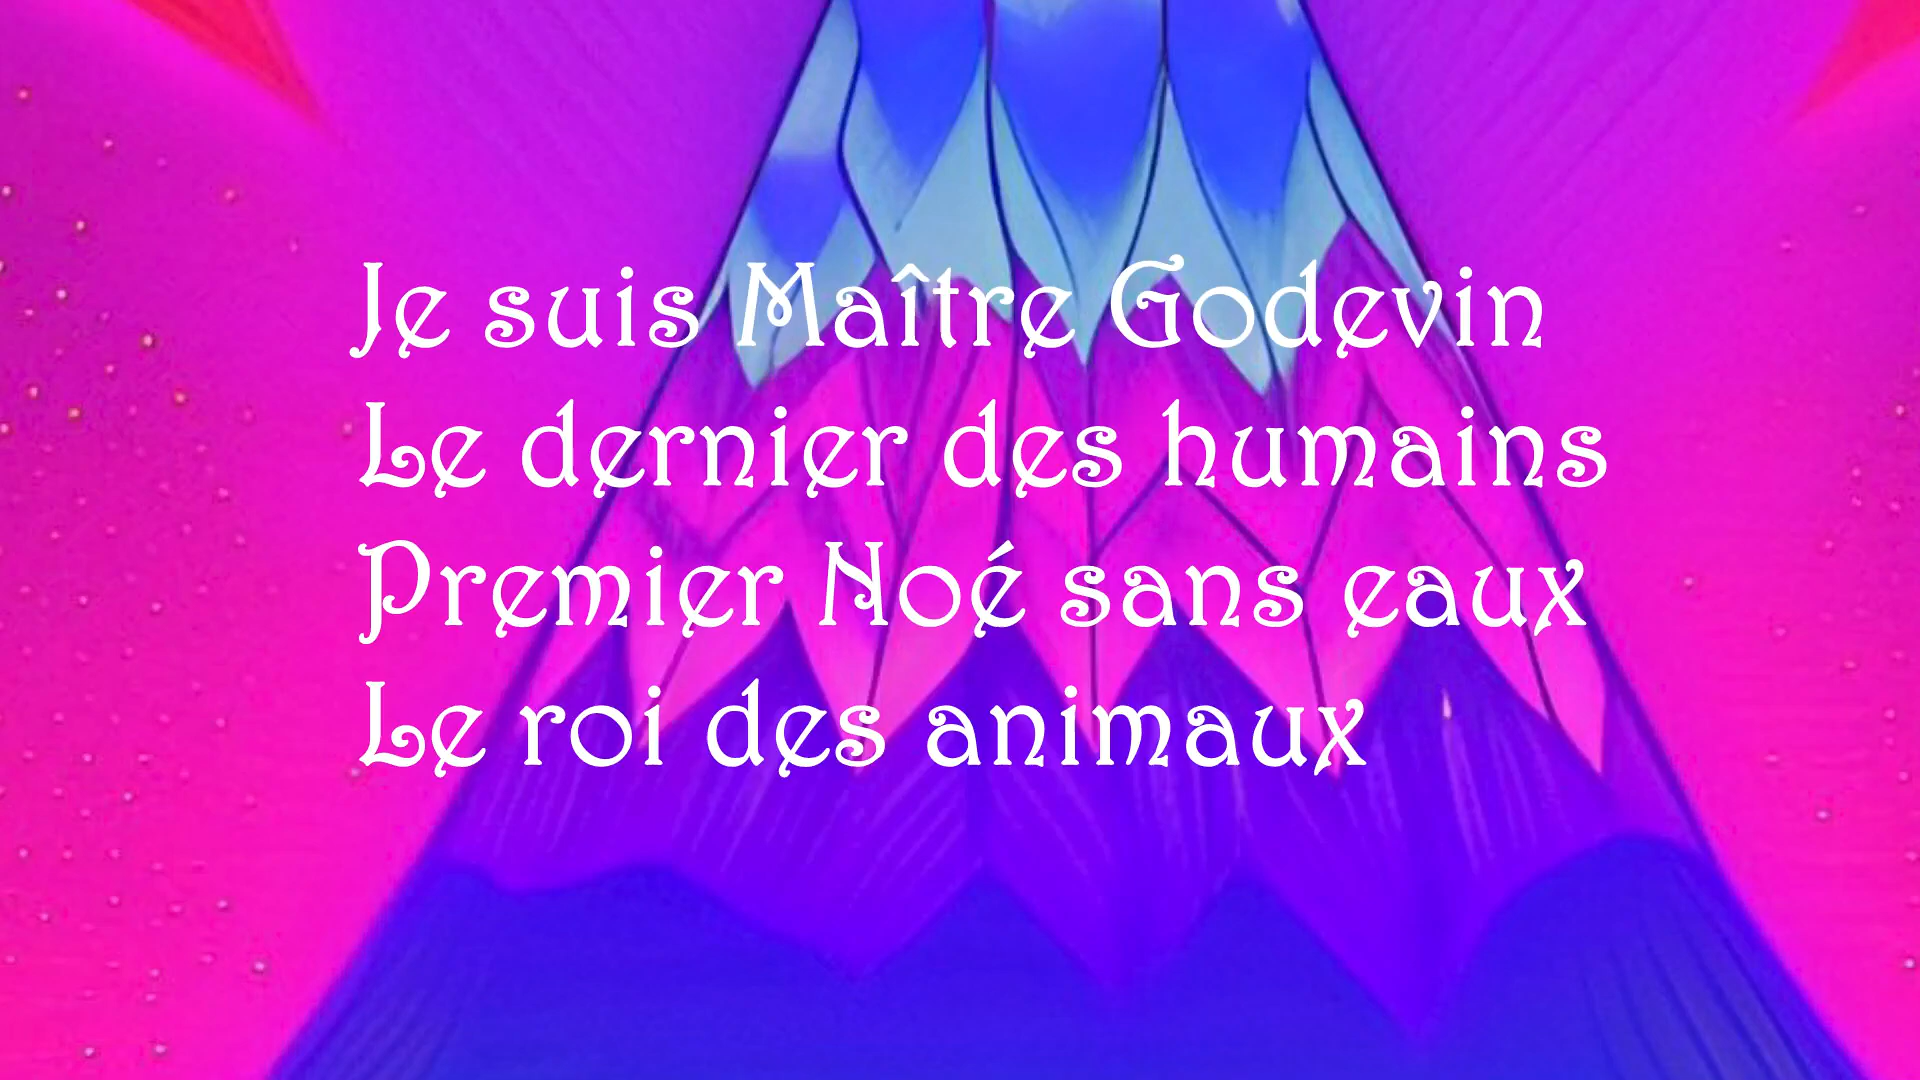 Je suis Maître Godevin
Le dernier des humains
Premier Noé sans eaux
Le roi des animaux